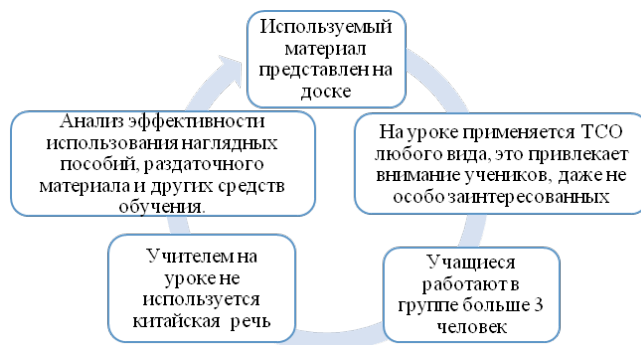 Используемый
материал
представлен на
доске
На уроке применяется ТСО
любого вида, это привлекает
внимание учеников, даже не
особо заинтересованных
Учащиеся
работают в
группе больше 3
человек
Учителем на
уроке не
используется
китайская речь
Анализ эффективности
использования наглядных
пособий, раздаточного
материала и других средств
обучения.